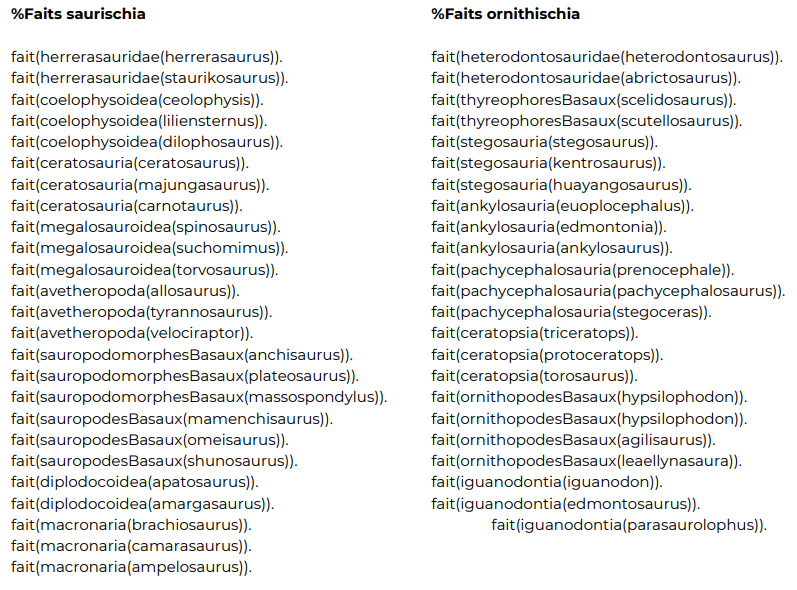 %Faits saurischia
fait(herrerasauridae(herrerasaurus)).
fait(herrerasauridae(staurikosaurus)).
fait(coelophysoidea(ceolophysis)).
fait(coelophysoidea(liliensternus)).
fait(coelophysoidea(dilophosaurus)).
fait(ceratosauria(ceratosaurus)).
fait(ceratosauria(majungasaurus)).
fait(ceratosauria(carnotaurus)).
fait(megalosauroidea(spinosaurus)).
fait(megalosauroidea(suchomimus)).
fait(megalosauroidea(torvosaurus)).
fait(avetheropoda(allosaurus)).
fait(avetheropoda(tyrannosaurus)).
fait(avetheropoda(velociraptor)).
fait(sauropodomorphesBasaux(anchisaurus)).
fait(sauropodomorphesBasaux(plateosaurus)).
fait(sauropodomorphesBasaux(massospondylus)).
fait(sauropodesBasaux(mamenchisaurus)).
fait(sauropodesBasaux(omeisaurus)).
fait(sauropodesBasaux(shunosaurus)).
fait(diplodocoidea(apatosaurus)).
fait(diplodocoidea(amargasaurus)).
fait(macronaria(brachiosaurus)).
fait(macronaria(camarasaurus)).
fait(macronaria(ampelosaurus)).
%Faits ornithischia
fait(heterodontosauridae(heterodontosaurus)).
fait(heterodontosauridae(abrictosaurus)).
fait(thyreophoresBasaux(scelidosaurus)).
fait(thyreophoresBasaux(scutellosaurus)).
fait(stegosauria(stegosaurus)).
fait(stegosauria(kentrosaurus)).
fait(stegosauria(huayangosaurus)).
fait(ankylosauria(euoplocephalus)).
fait(ankylosauria(edmontonia)).
fait(ankylosauria(ankylosaurus)).
fait(pachycephalosauria(prenocephale)).
fait(pachycephalosauria(pachycephalosaurus)).
fait(pachycephalosauria(stegoceras)).
fait(ceratopsia(triceratops)).
fait(ceratopsia(protoceratops)).
fait(ceratopsia(torosaurus)).
fait(ornithopodesBasaux(hypsilophodon)).
fait(ornithopodesBasaux(hypsilophodon)).
fait(ornithopodesBasaux(agilisaurus)).
fait(ornithopodesBasaux(leaellynasaura)).
fait(iguanodontia(iguanodon)).
fait(iguanodontia(edmontosaurus)).
fait(iguanodontia(parasaurolophus)).